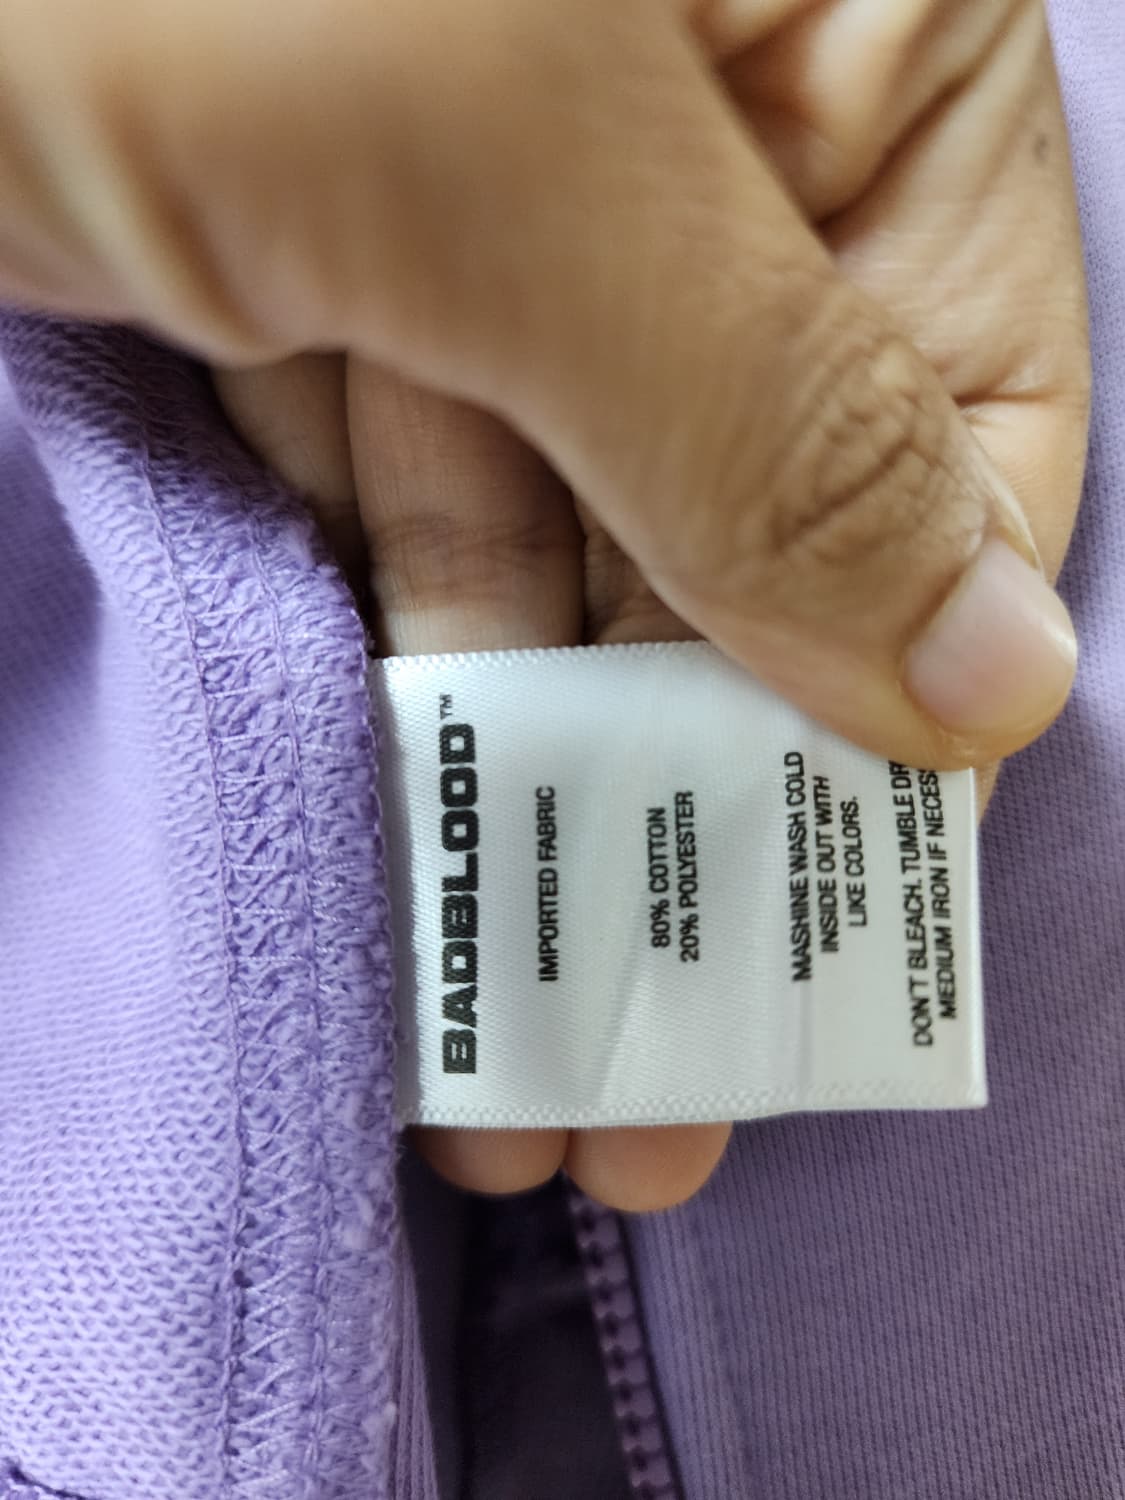 BADBLOOD™
IMPORTED FABRIC
80% COTTON
20% POLYESTER
MASHINE WASH COLD
INSIDE OUT WITH
LIKE COLORS.
DON'T BLEACH. TUMBLE
MEDIUM IRON IF